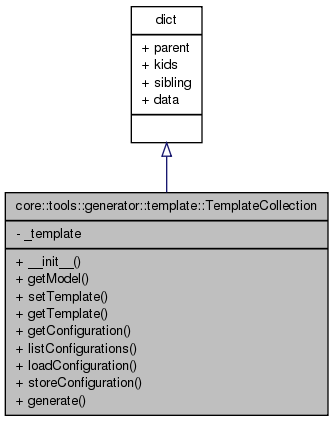 dict
+ parent
+ kids
+ sibling
+ data
core::tools::generator::template::TemplateCollection
- _template
+ __init__()
+ getModel()
+ setTemplate()
+ getTemplate()
+ getConfiguration()
+ listConfigurations()
+ loadConfiguration()
+ storeConfiguration()
+ generate()